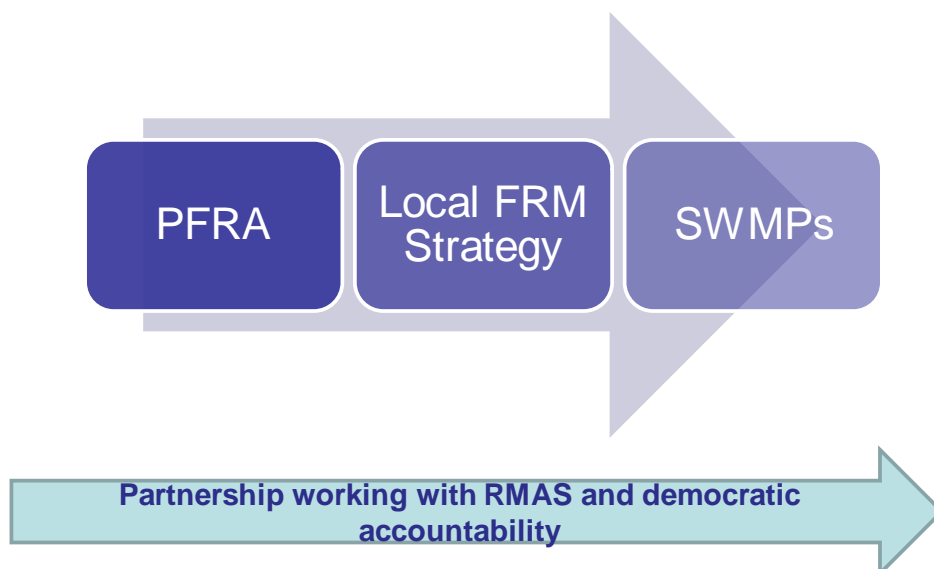 PFRA
Local FRM
Strategy
SWMPs
Partnership working with RMAS and democratic
accountability